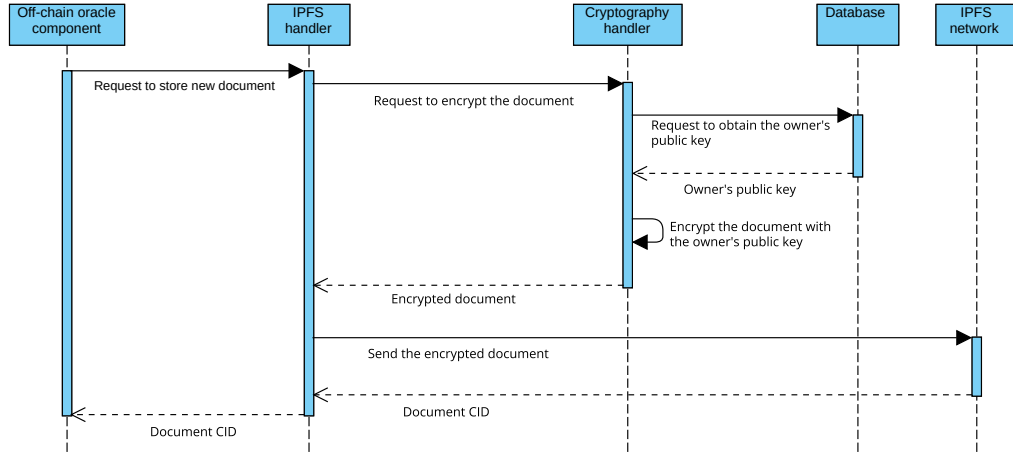 Off-chain oracle
component
IPFS
handler
Cryptography
handler
Database
IPFS
network
Request to store new document
Request to encrypt the document
Request to obtain the owner's
public key
Owner's public key
Encrypt the document with
the owner's public key
Encrypted document
Send the encrypted document
Document CID
Document CID